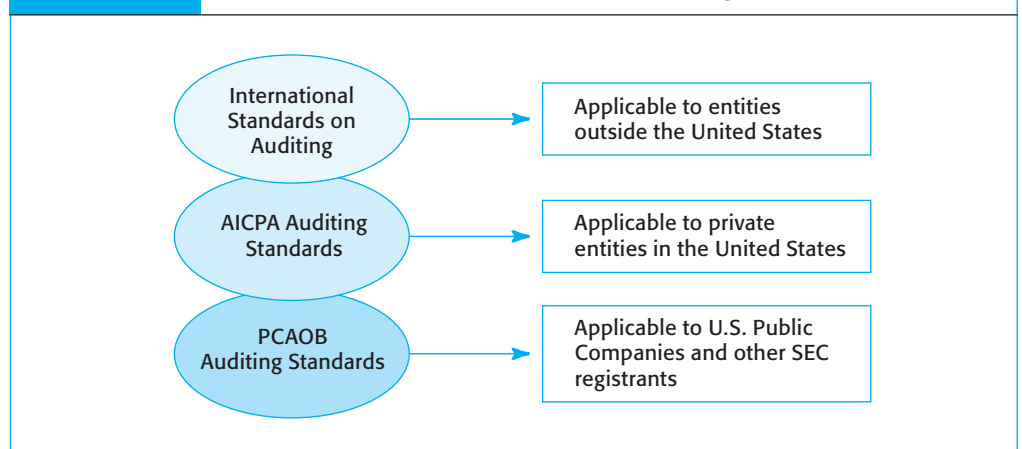 International
Standards on
Auditing
Applicable to entities
outside the United States
AICPA Auditing
Standards
Applicable to private
entities in the United States
PCAOB
Auditing Standards
Applicable to U.S. Public
Companies and other SEC
registrants